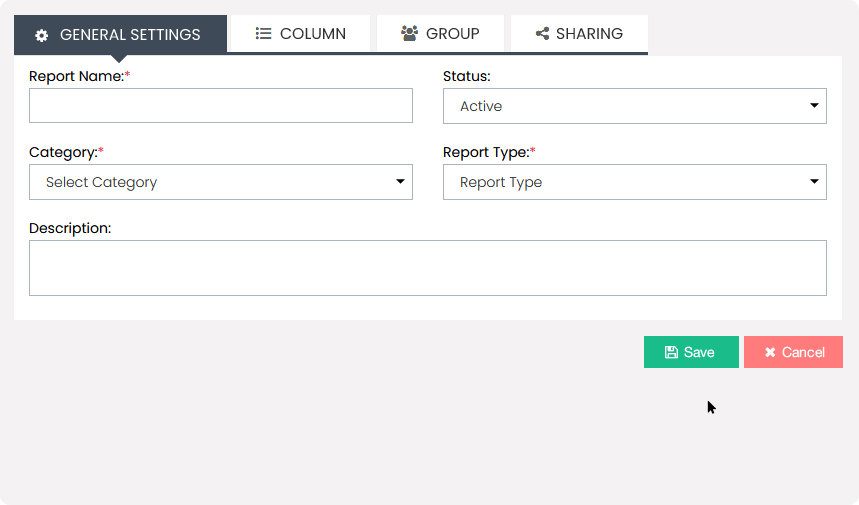 GENERAL SETTINGS COLUMN GROUP SHARING
Report Name:* Status:
Active
Category:* Report Type:*
Select Category Report Type
Description:
Save Cancel